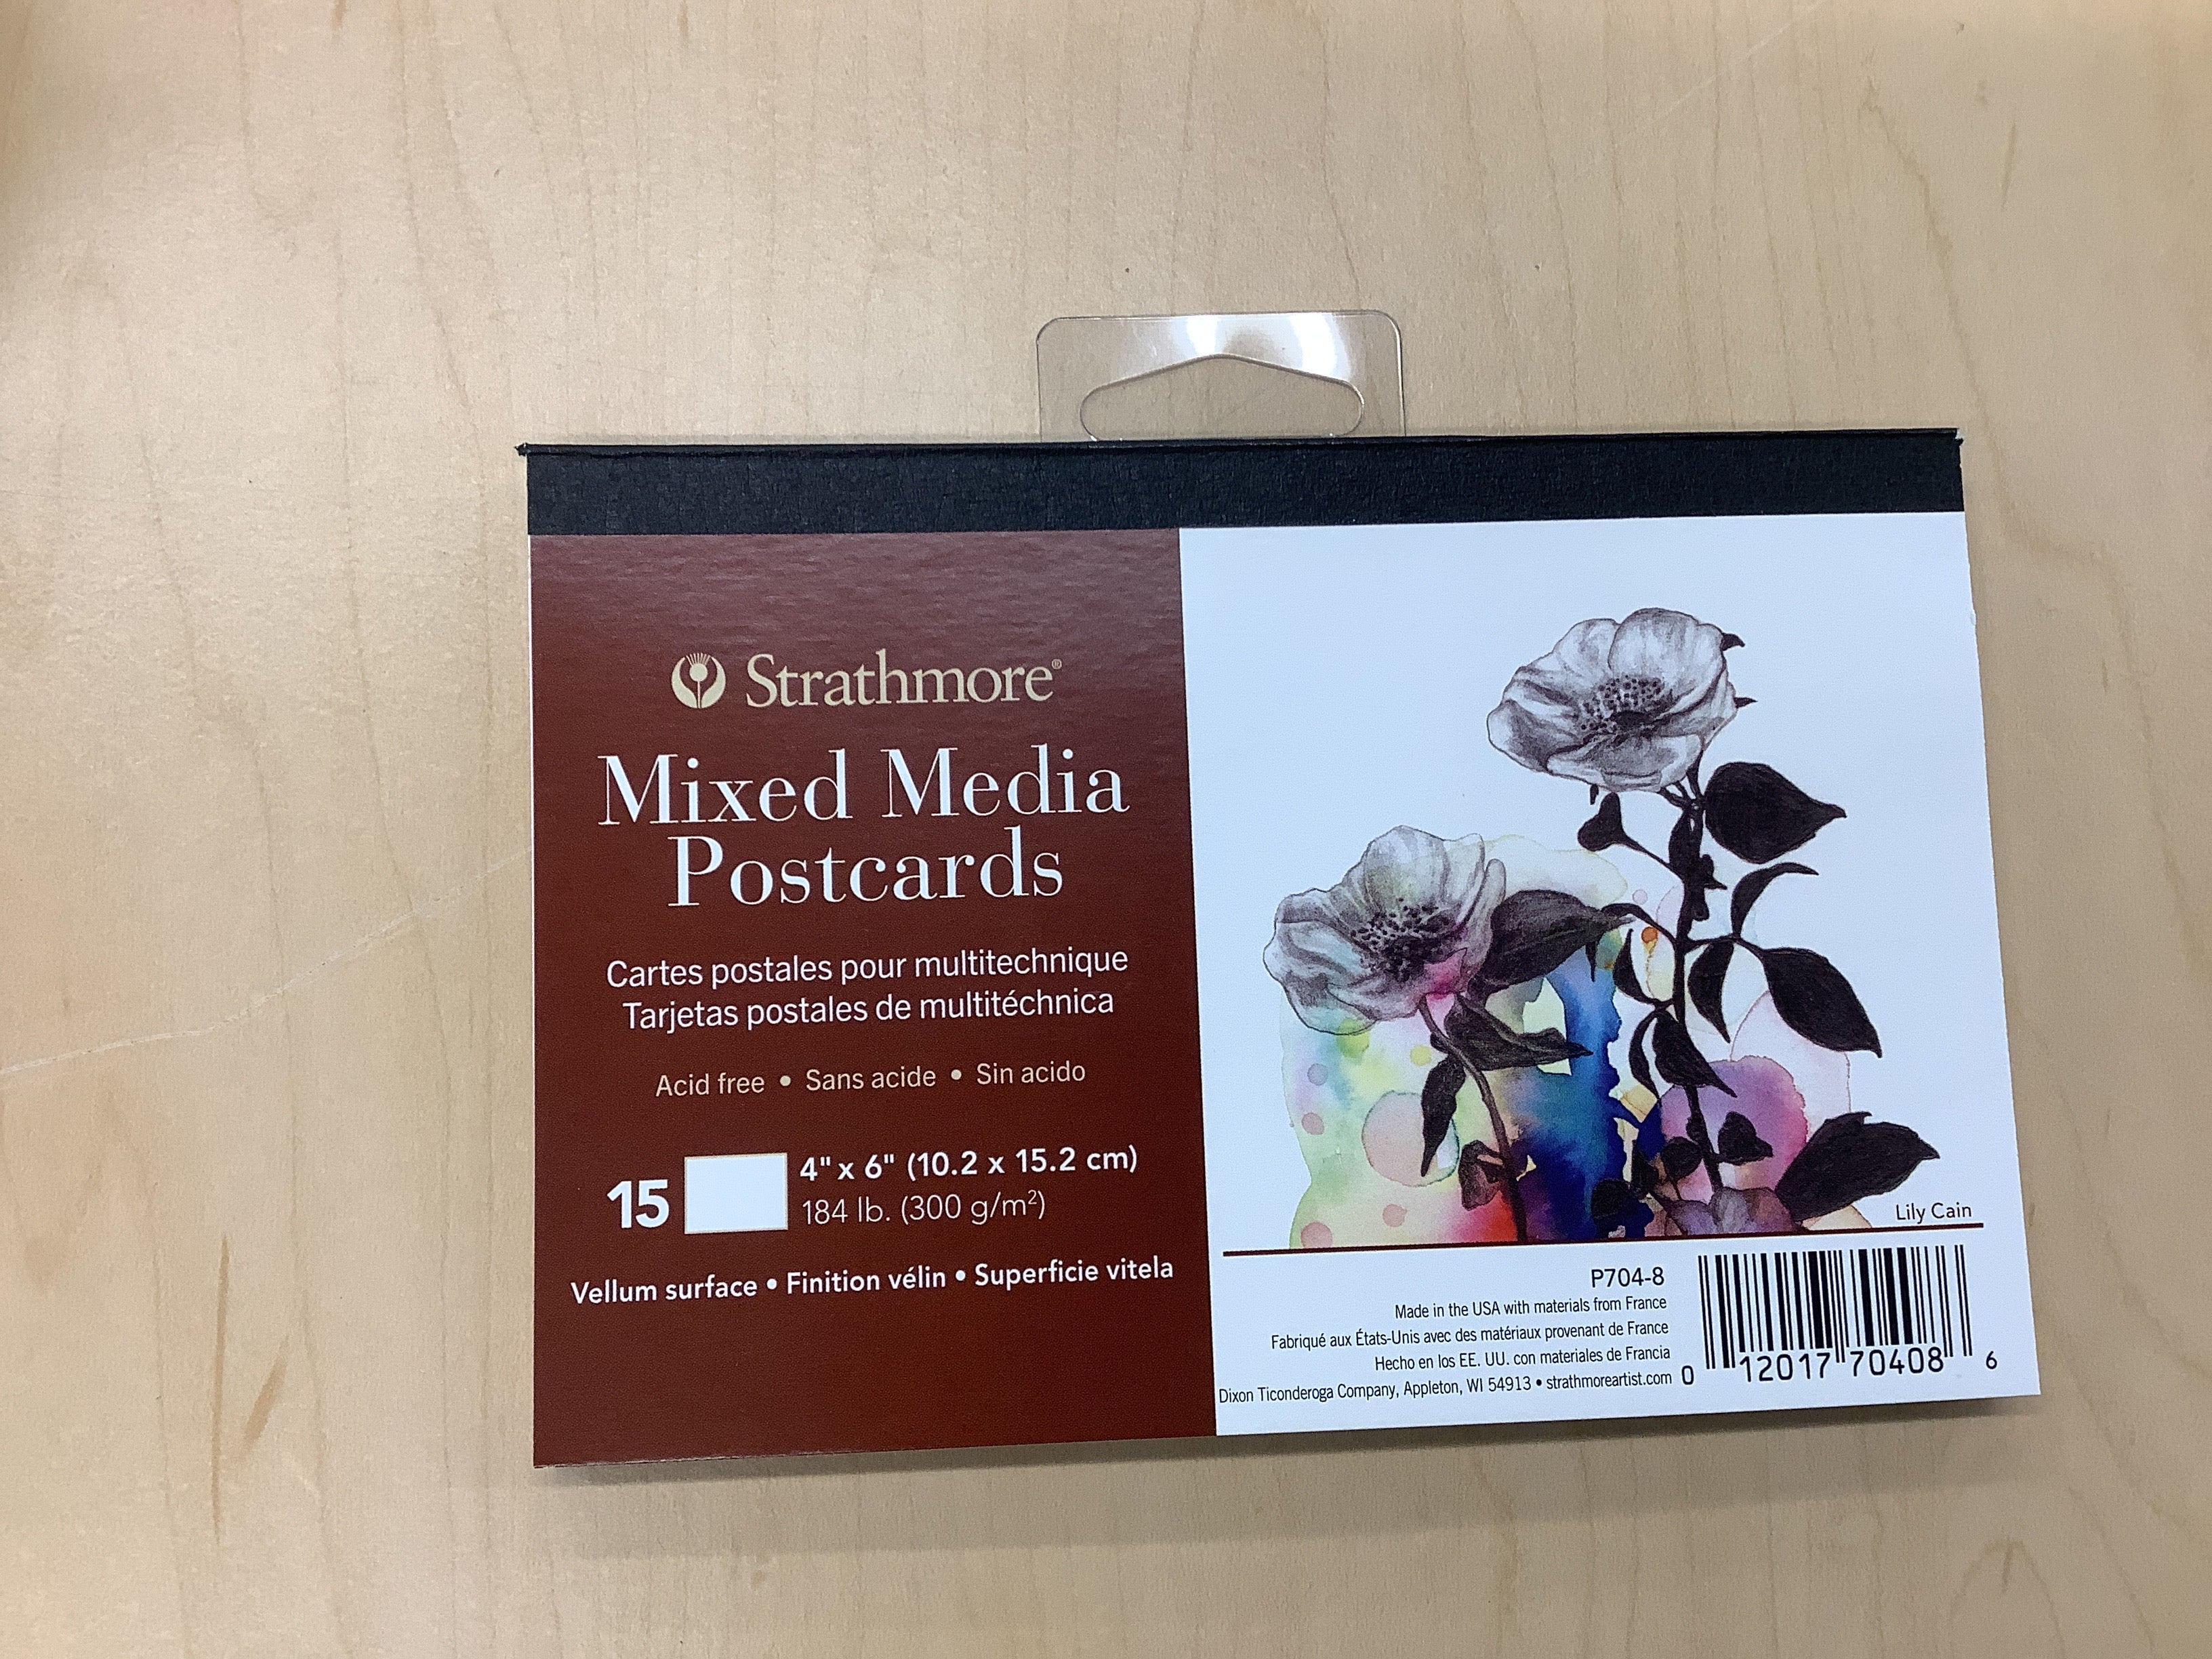 Strathmore®
Mixed Media
Postcards
Cartes postales pour multitechnique
Tarjetas postales de multitéchnica
Acid free • Sans acide • Sin acido
15
4" x 6" (10.2 x 15.2 cm)
184 lb. (300 g/m²)
Vellum surface • Finition vélin • Superficie vitela
Lily Cain
P704-8
Made in the USA with materials from France
Fabriqué aux États-Unis avec des matériaux provenant de France
Hecho en los EE. UU. con materiales de Francia
Dixon Ticonderoga Company, Appleton, WI 54913 • strathmoreartist.com
0 12017 70408 6